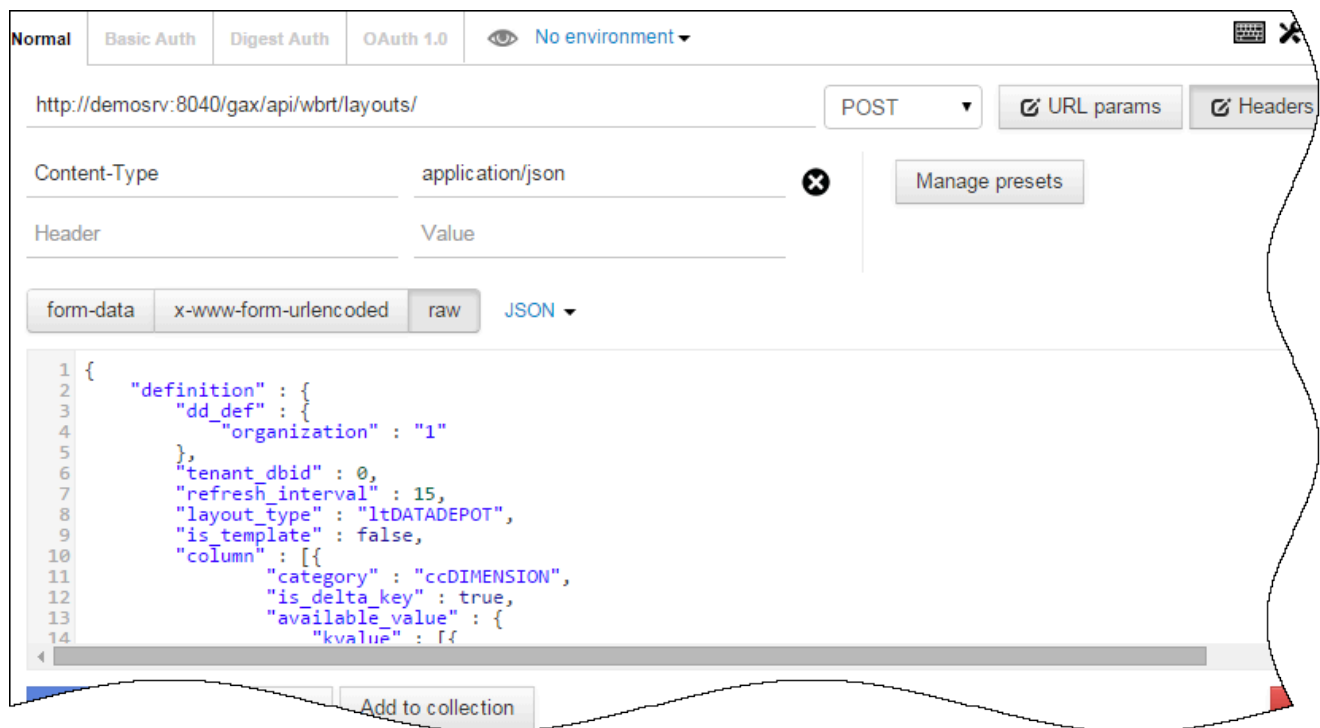 Normal Basic Auth Digest Auth OAuth 1.0 No environment
http://demosrv:8040/gax/api/wbrt/layouts/ POST URL params Headers
Content-Type application/json Manage presets
Header Value
form-data x-www-form-urlencoded raw JSON
1 {
2 "definition" : {
3 "dd_def" : {
4 "organization" : "1"
5 },
6 "tenant_dbid" : 0,
7 "refresh_interval" : 15,
8 "layout_type" : "ltDATADEPOT",
9 "is_template" : false,
10 "column" : [{
11 "category" : "ccDIMENSION",
12 "is_delta_key" : true,
13 "available_value" : {
14 "kvalue" : [{
Add to collection